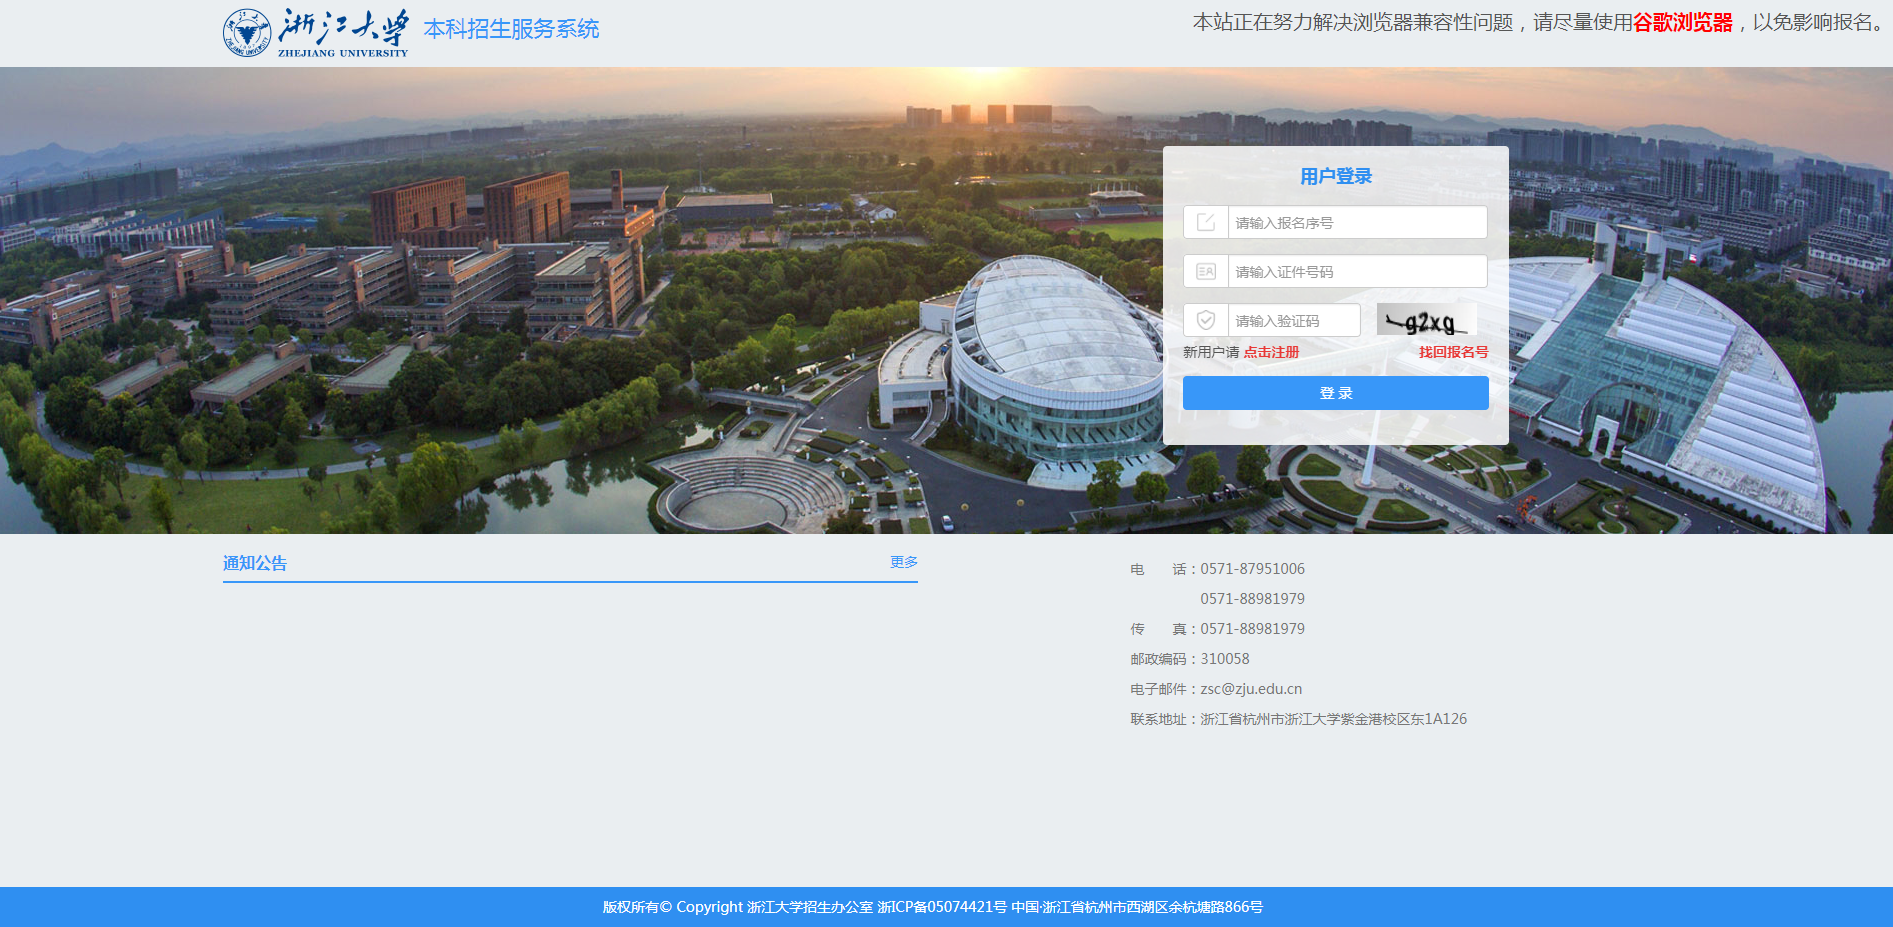 浙江大学
ZHEJIANG UNIVERSITY
本科招生服务系统
本站正在努力解决浏览器兼容性问题，请尽量使用谷歌浏览器，以免影响报名。
用户登录
请输入报名序号
请输入证件号码
请输入验证码
g2xg
新用户请 点击注册
找回报名号
登 录
通知公告
更多
电　　话：0571-87951006
0571-88981979
传　　真：0571-88981979
邮政编码：310058
电子邮件：zsc@zju.edu.cn
联系地址：浙江省杭州市浙江大学紫金港校区东1A126
版权所有© Copyright 浙江大学招生办公室 浙ICP备05074421号 中国·浙江省杭州市西湖区余杭塘路866号